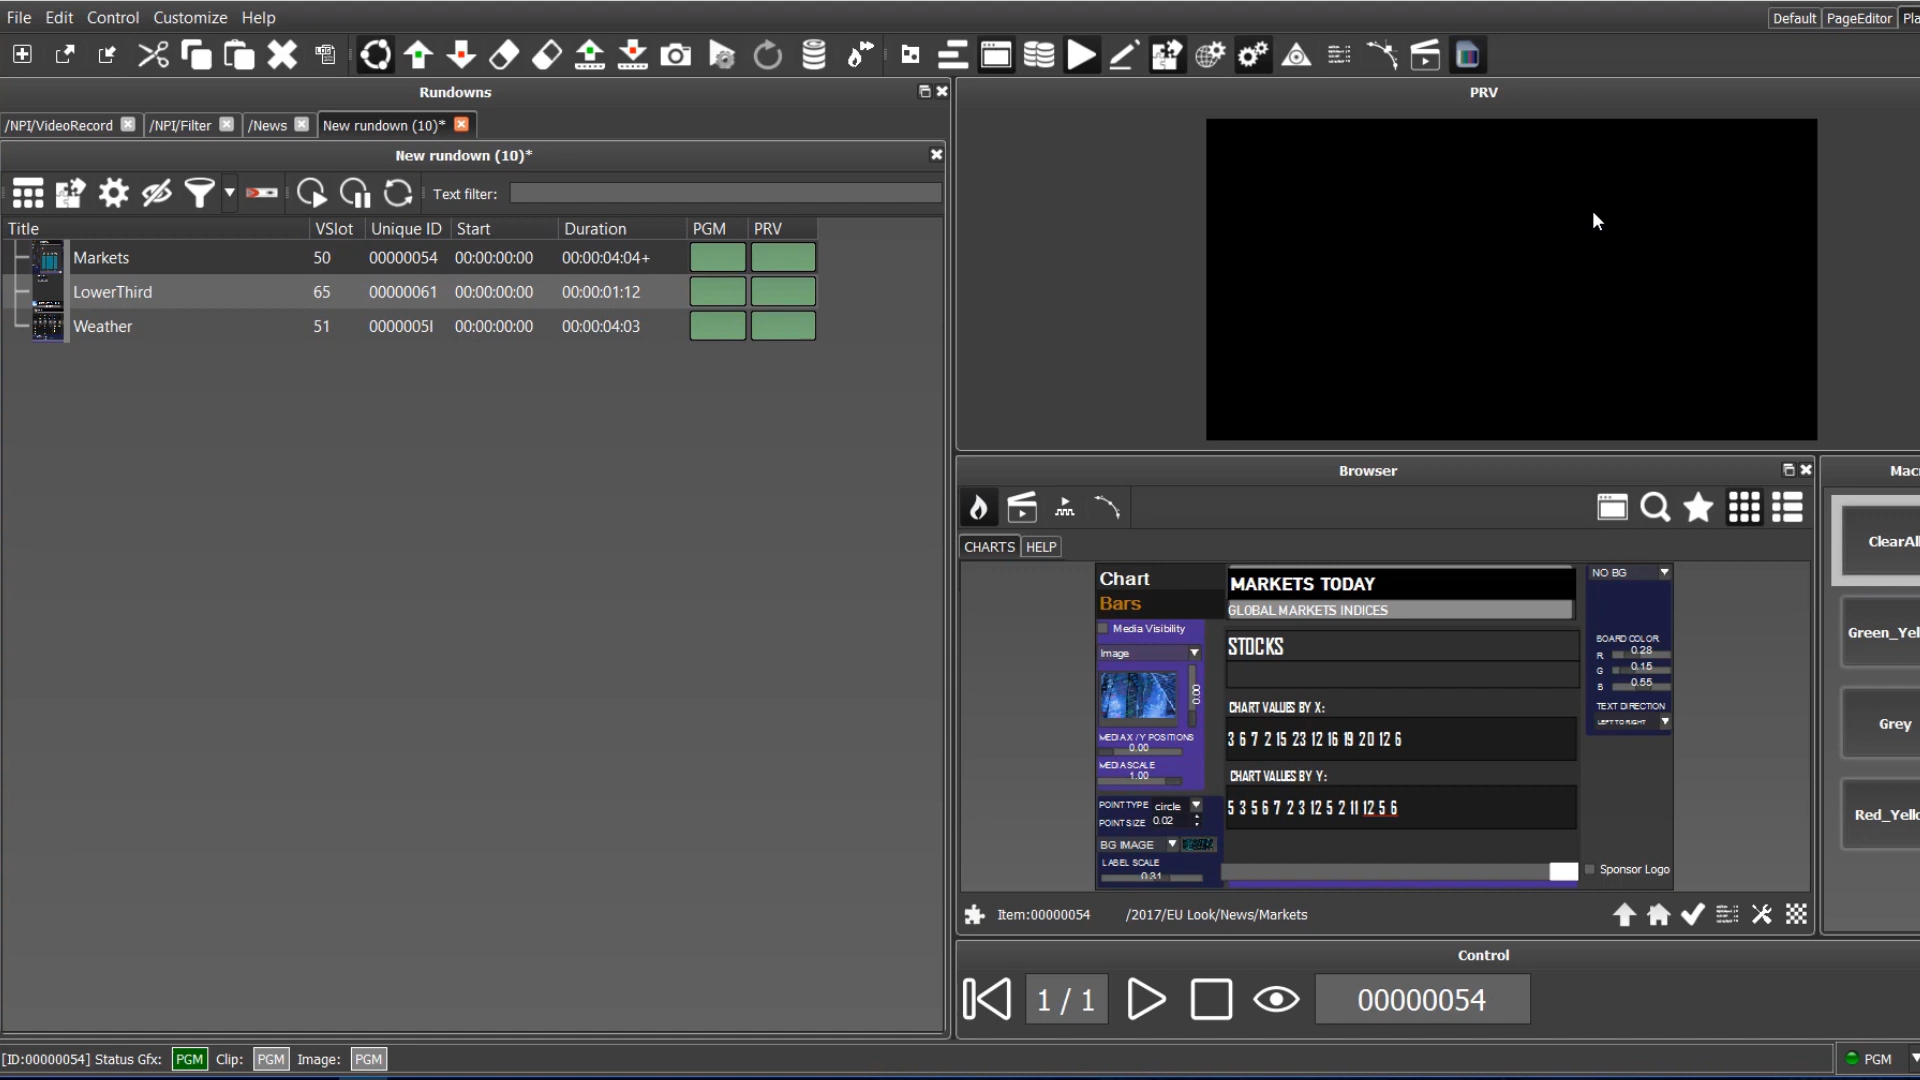 File Edit Control Customize Help
Default PageEditor
Rundowns
PRV
/NPI/VideoRecord /NPI/Filter /News New rundown (10)*
New rundown (10)*
Text filter:
Title VSlot Unique ID Start Duration PGM PRV
Markets 50 00000054 00:00:00:00 00:00:04:04+
LowerThird 65 00000061 00:00:00:00 00:00:01:12
Weather 51 0000005I 00:00:00:00 00:00:04:03
Browser
CHARTS HELP
Chart
Bars
Media Visibility
Image
0.00
MEDIA X / Y POSITIONS
0.00
MEDIA SCALE
1.00
POINT TYPE circle
POINT SIZE 0.02
BG IMAGE
LABEL SCALE
0.31
MARKETS TODAY
GLOBAL MARKETS INDICES
STOCKS
CHART VALUES BY X:
3 6 7 2 15 23 12 16 19 20 12 6
CHART VALUES BY Y:
5 3 5 6 7 2 3 12 5 2 11 12 5 6
NO BG
BOARD COLOR
R 0.28
G 0.15
B 0.55
TEXT DIRECTION
LEFT TO RIGHT
Sponsor Logo
Item:00000054 /2017/EU Look/News/Markets
Mac
ClearAll
Green_Yel
Grey
Red_Yello
Control
1 / 1
00000054
[ID:00000054] Status Gfx: PGM Clip: PGM Image: PGM
PGM